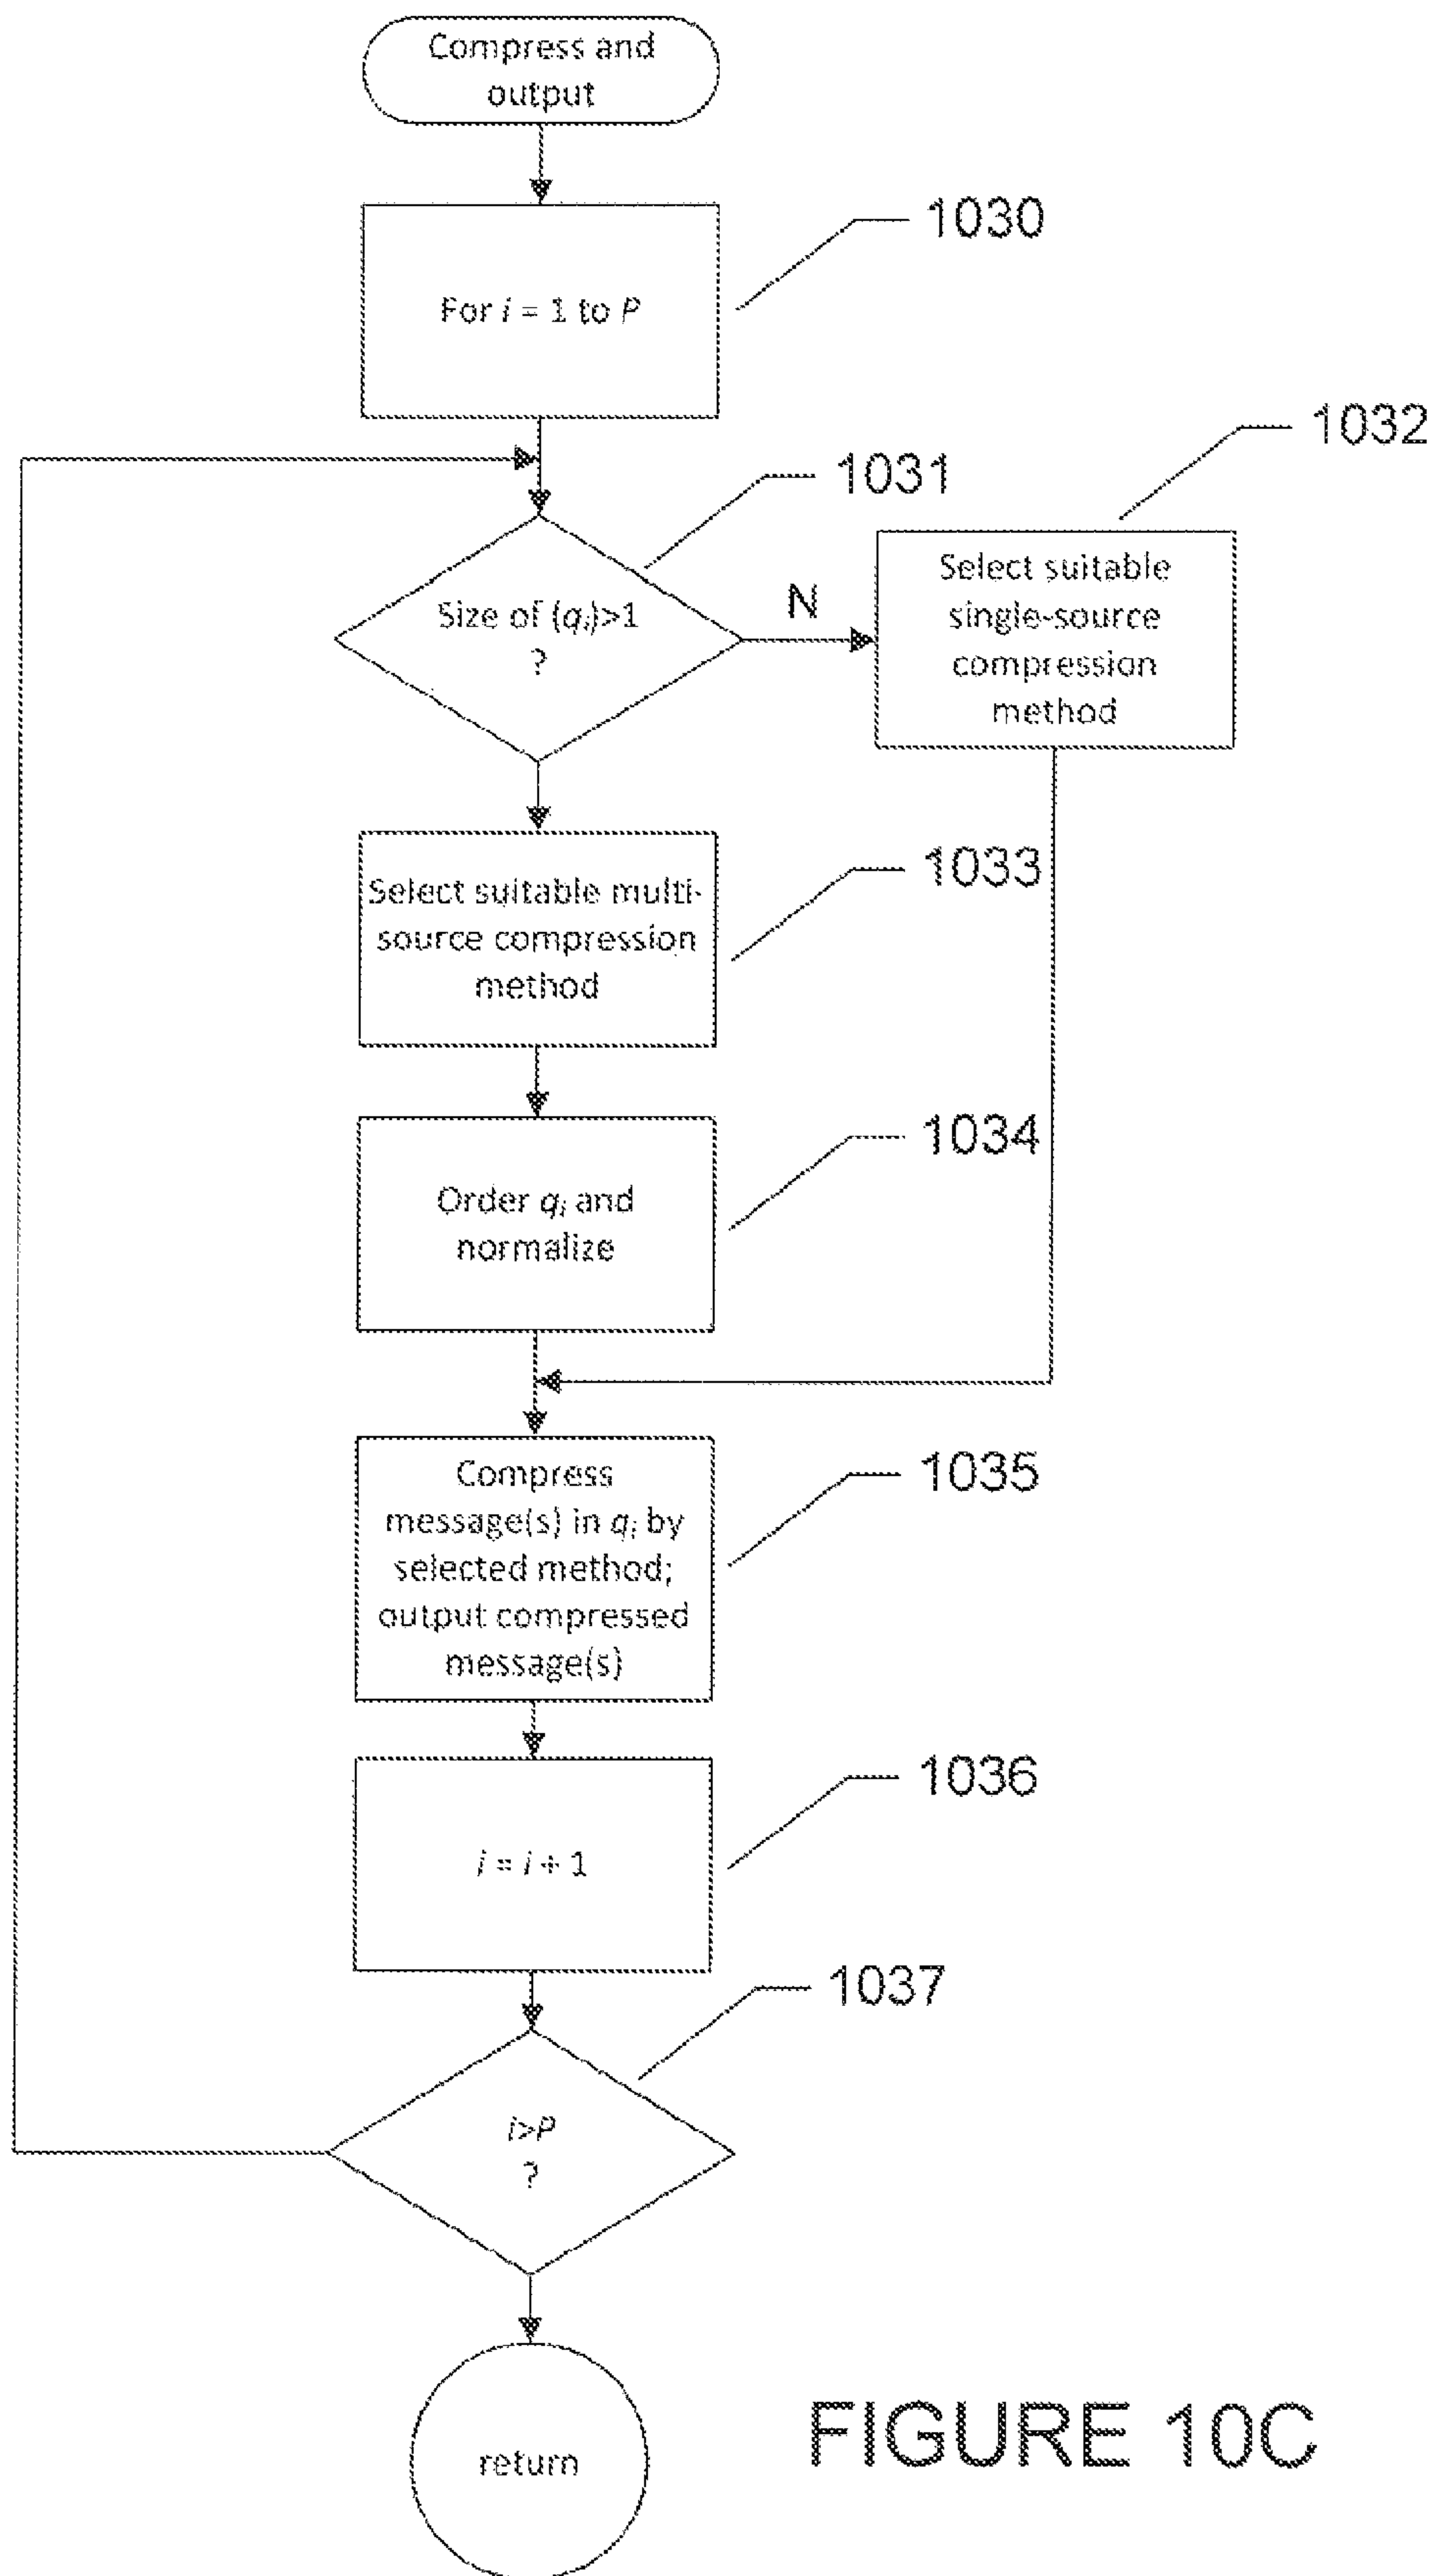 Compress and
output
1030
For i = 1 to P
1032
1031
Size of (qᵢ)>1
?
N
Select suitable
single-source
compression
method
1033
Select suitable multi-
source compression
method
1034
Order qᵢ and
normalize
1035
Compress
message(s) in qᵢ by
selected method;
output compressed
message(s)
1036
i = i + 1
1037
i>P
?
return
FIGURE 10C